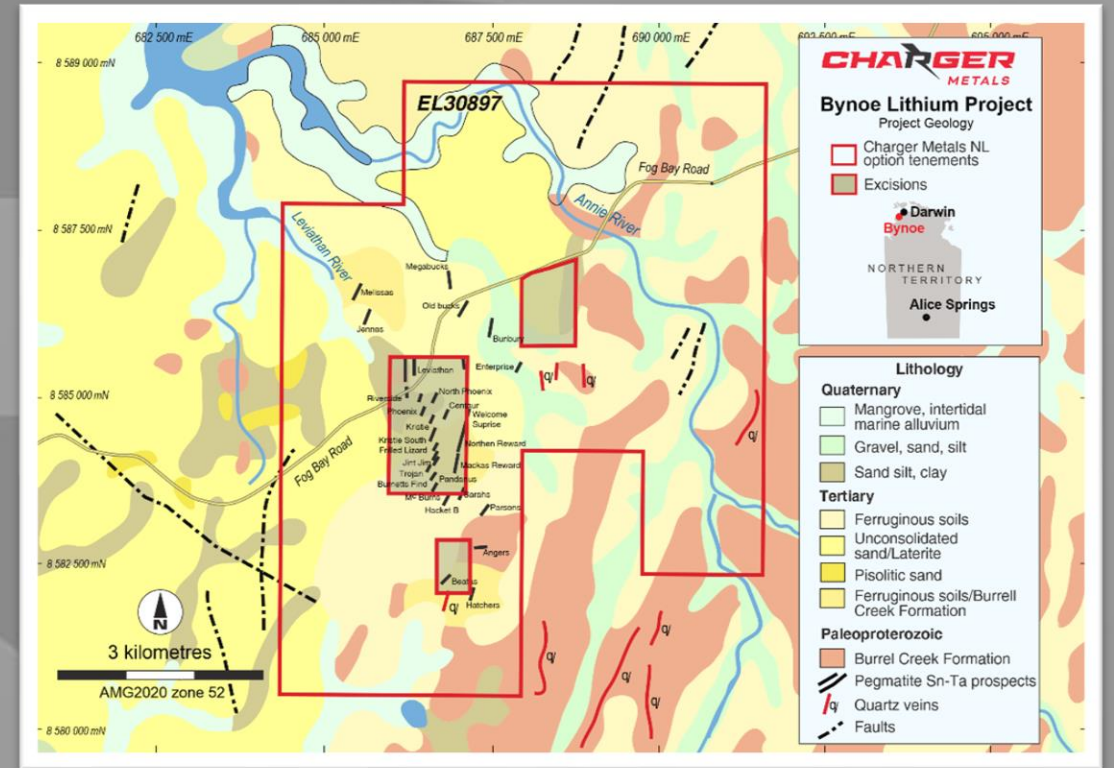 682 500 mE
685 000 mE
687 500 mE
690 000 mE
8 589 000 mN
8 587 500 mN
8 585 000 mN
8 582 500 mN
8 580 000 mN
EL30897
Fog Bay Road
Annie River
Leviathan River
Megabucks
Melissas
Old bucks
Jennas
Bunbury
Enterprise
Leviathan
q/
q/
North Phoenix
Riverside
Phoenix
Centur
Welcome
Suprise
Kristie
q/
Kristie South
Northen Reward
Frilled Lizard
Jint Jim
Mackas Reward
Trojan
Pandanus
Burnetts Find
Fog Bay Road
Mc Burns
Sarahs
Hacket B
Parsons
Angers
Hatchers
q/
q/
q/
q/
q/
N
3 kilometres
AMG2020 zone 52
CHARGER
METALS
Bynoe Lithium Project
Project Geology
Charger Metals NL
option tenements
Excisions
Darwin
Bynoe
NORTHERN
TERRITORY
Alice Springs
Lithology
Quaternary
Mangrove, intertidal
marine alluvium
Gravel, sand, silt
Sand silt, clay
Tertiary
Ferruginous soils
Unconsolidated
sand/Laterite
Pisolitic sand
Ferruginous soils/Burrell
Creek Formation
Paleoproterozoic
Burrel Creek Formation
Pegmatite Sn-Ta prospects
q/
Quartz veins
Faults